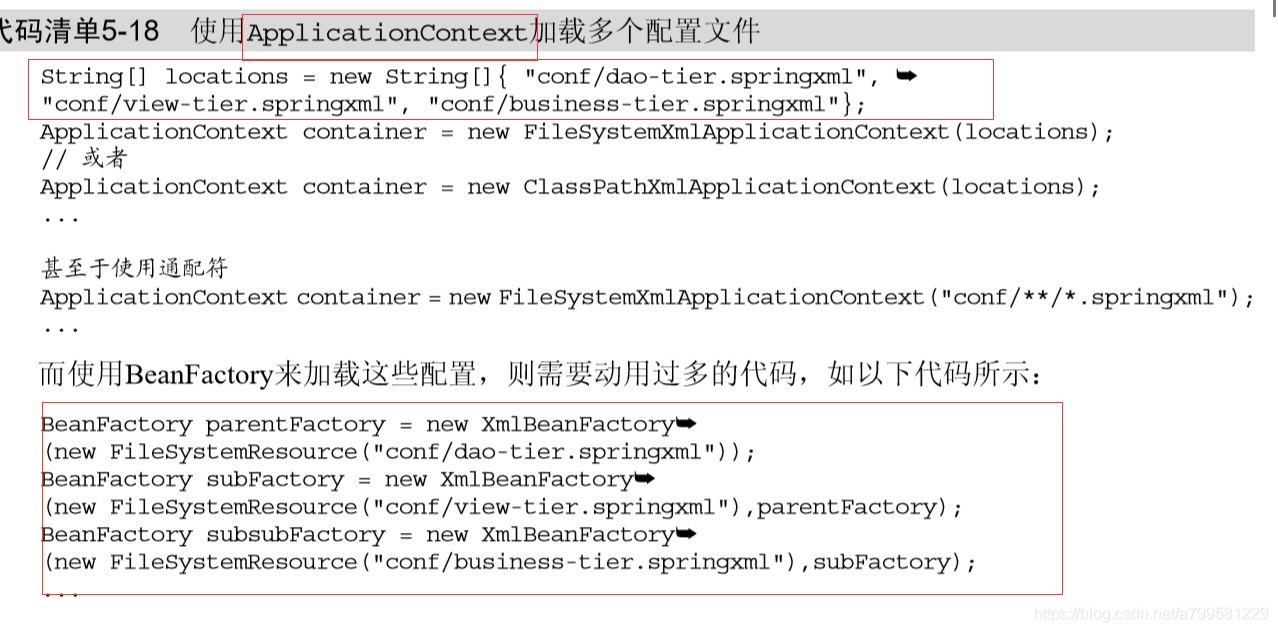 代码清单5-18 使用ApplicationContext加载多个配置文件
String[] locations = new String[]{ "conf/dao-tier.springxml", ➥
"conf/view-tier.springxml", "conf/business-tier.springxml"};
ApplicationContext container = new FileSystemXmlApplicationContext(locations);
// 或者
ApplicationContext container = new ClassPathXmlApplicationContext(locations);
...
甚至于使用通配符
ApplicationContext container = new FileSystemXmlApplicationContext("conf/**/*.springxml");
...
而使用BeanFactory来加载这些配置，则需要动用过多的代码，如以下代码所示：
BeanFactory parentFactory = new XmlBeanFactory➥
(new FileSystemResource("conf/dao-tier.springxml"));
BeanFactory subFactory = new XmlBeanFactory➥
(new FileSystemResource("conf/view-tier.springxml"),parentFactory);
BeanFactory subsubFactory = new XmlBeanFactory➥
(new FileSystemResource("conf/business-tier.springxml"),subFactory);
...
https://blog.csdn.net/a799581229